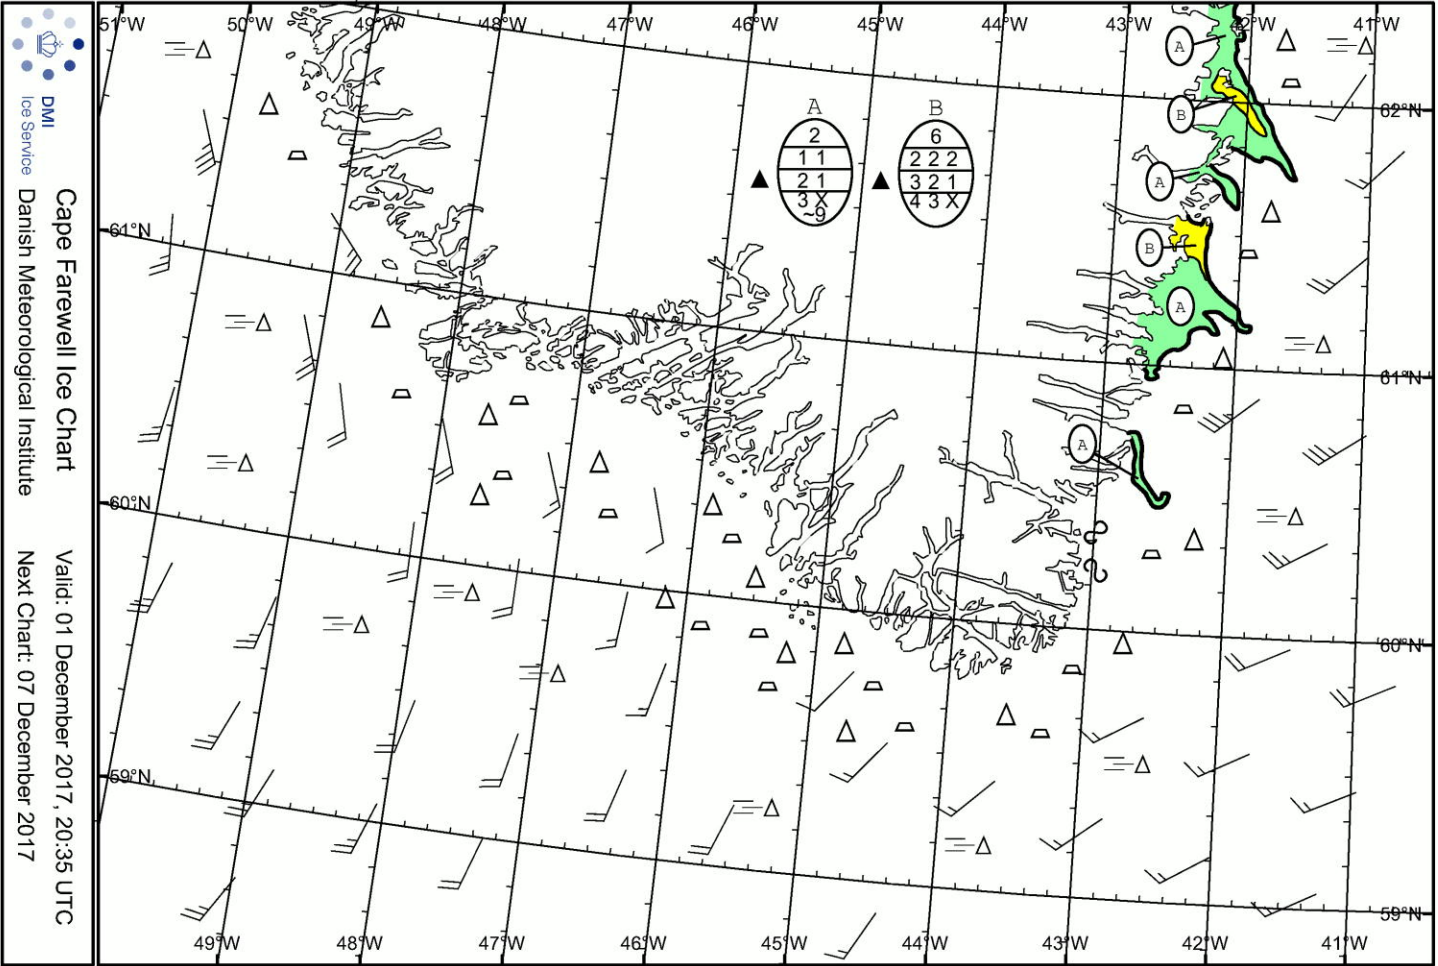 51°W 50°W 49°W 48°W 47°W 46°W 45°W 44°W 43°W 42°W 41°W
DMI
Ice Service
Cape Farewell Ice Chart
Danish Meteorological Institute
Valid: 01 December 2017, 20:35 UTC
Next Chart: 07 December 2017
A
2
1 1
2 1
3 X
~9
B
6
2 2 2
3 2 1
4 3 X
A
B
A
B
A
A
62°N
61°N
61°N
60°N
60°N
59°N
59°N
49°W 48°W 47°W 46°W 45°W 44°W 43°W 42°W 41°W